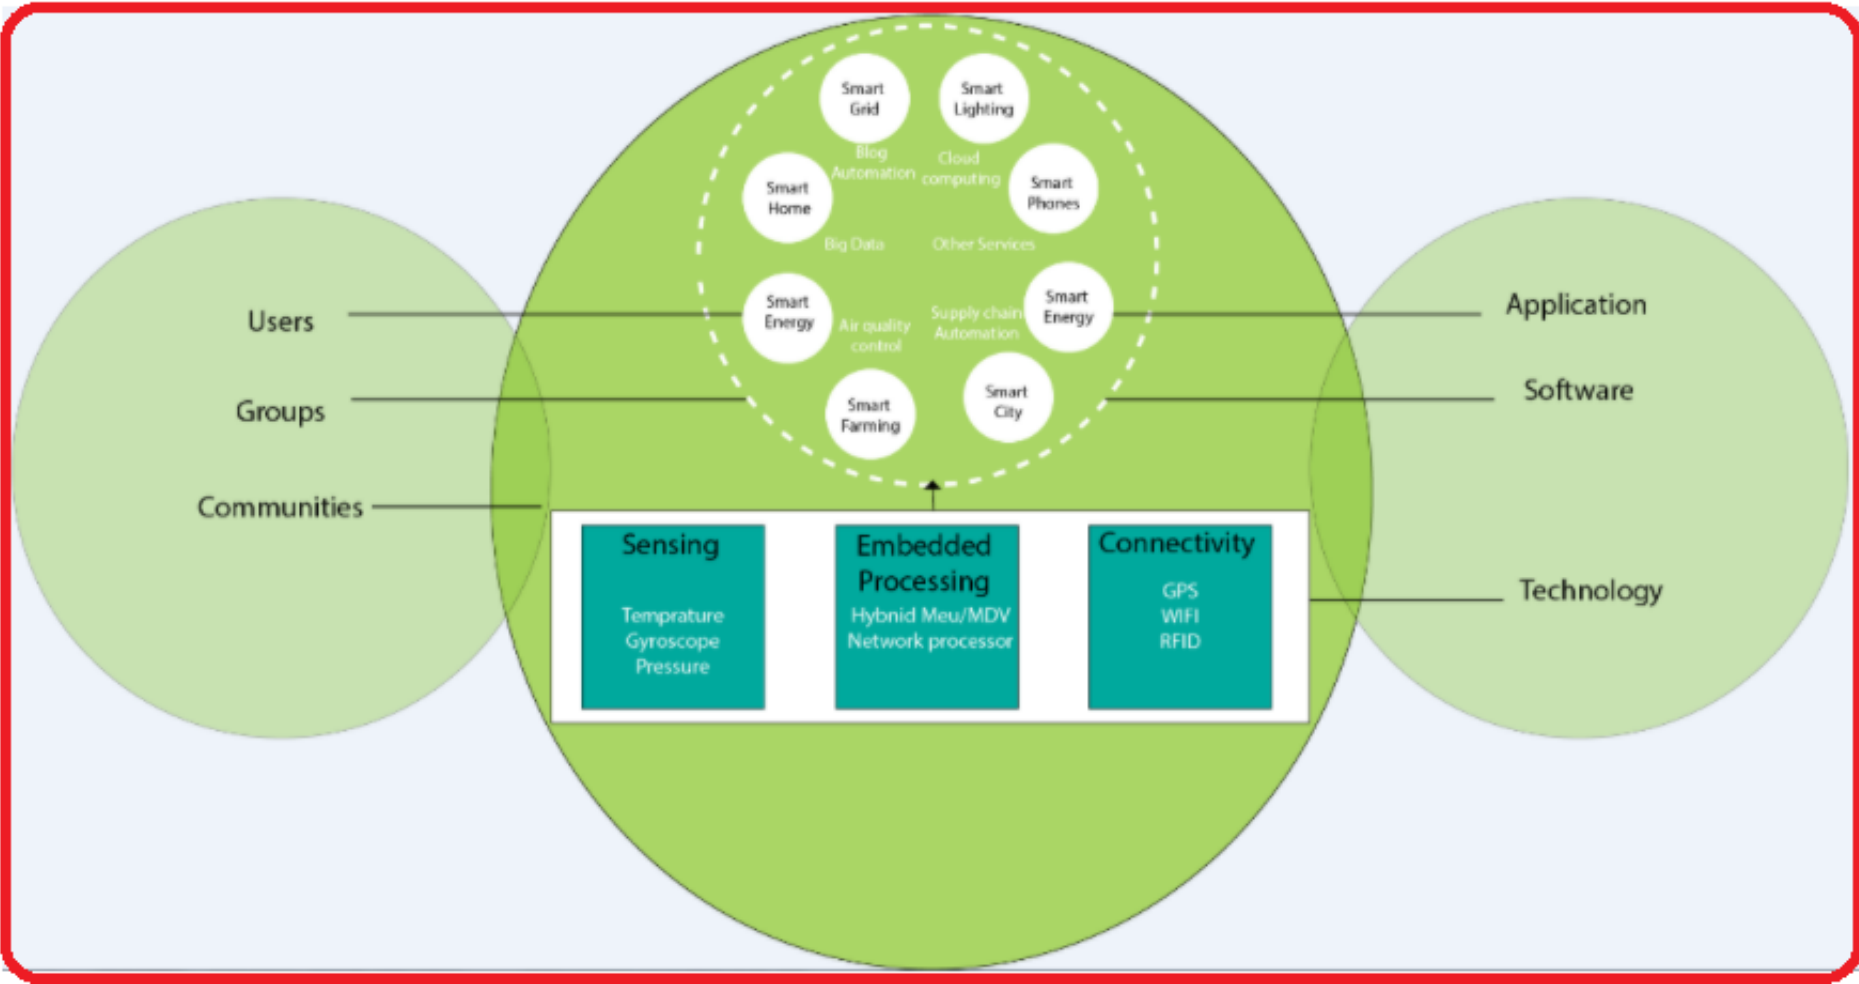 Smart
Grid
Smart
Lighting
Blog
Automation
Cloud
computing
Smart
Home
Smart
Phones
Big Data
Other Services
Users
Smart
Energy
Air quality
control
Supply chain
Automation
Smart
Energy
Application
Groups
Smart
Farming
Smart
City
Software
Communities
Sensing
Temprature
Gyroscope
Pressure
Embedded
Processing
Hybnid Meu/MDV
Network processor
Connectivity
GPS
WIFI
RFID
Technology